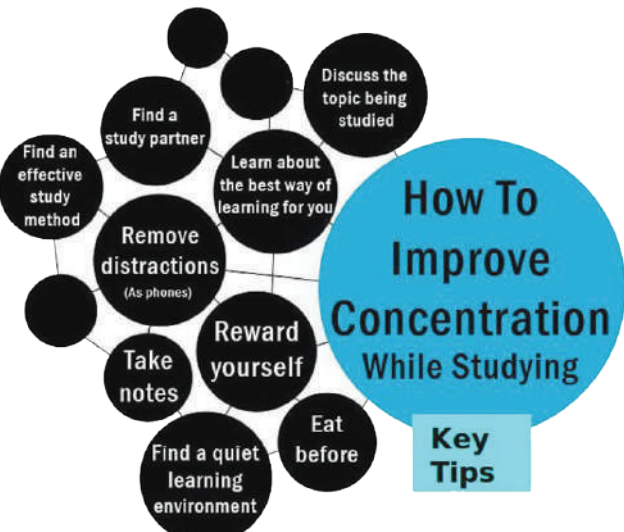 Discuss the
topic being
studied
Find a
study partner
Find an
effective
study
method
Learn about
the best way of
learning for you
Remove
distractions
(As phones)
Reward
yourself
Take
notes
Eat
before
Find a quiet
learning
environment
How To
Improve
Concentration
While Studying
Key
Tips